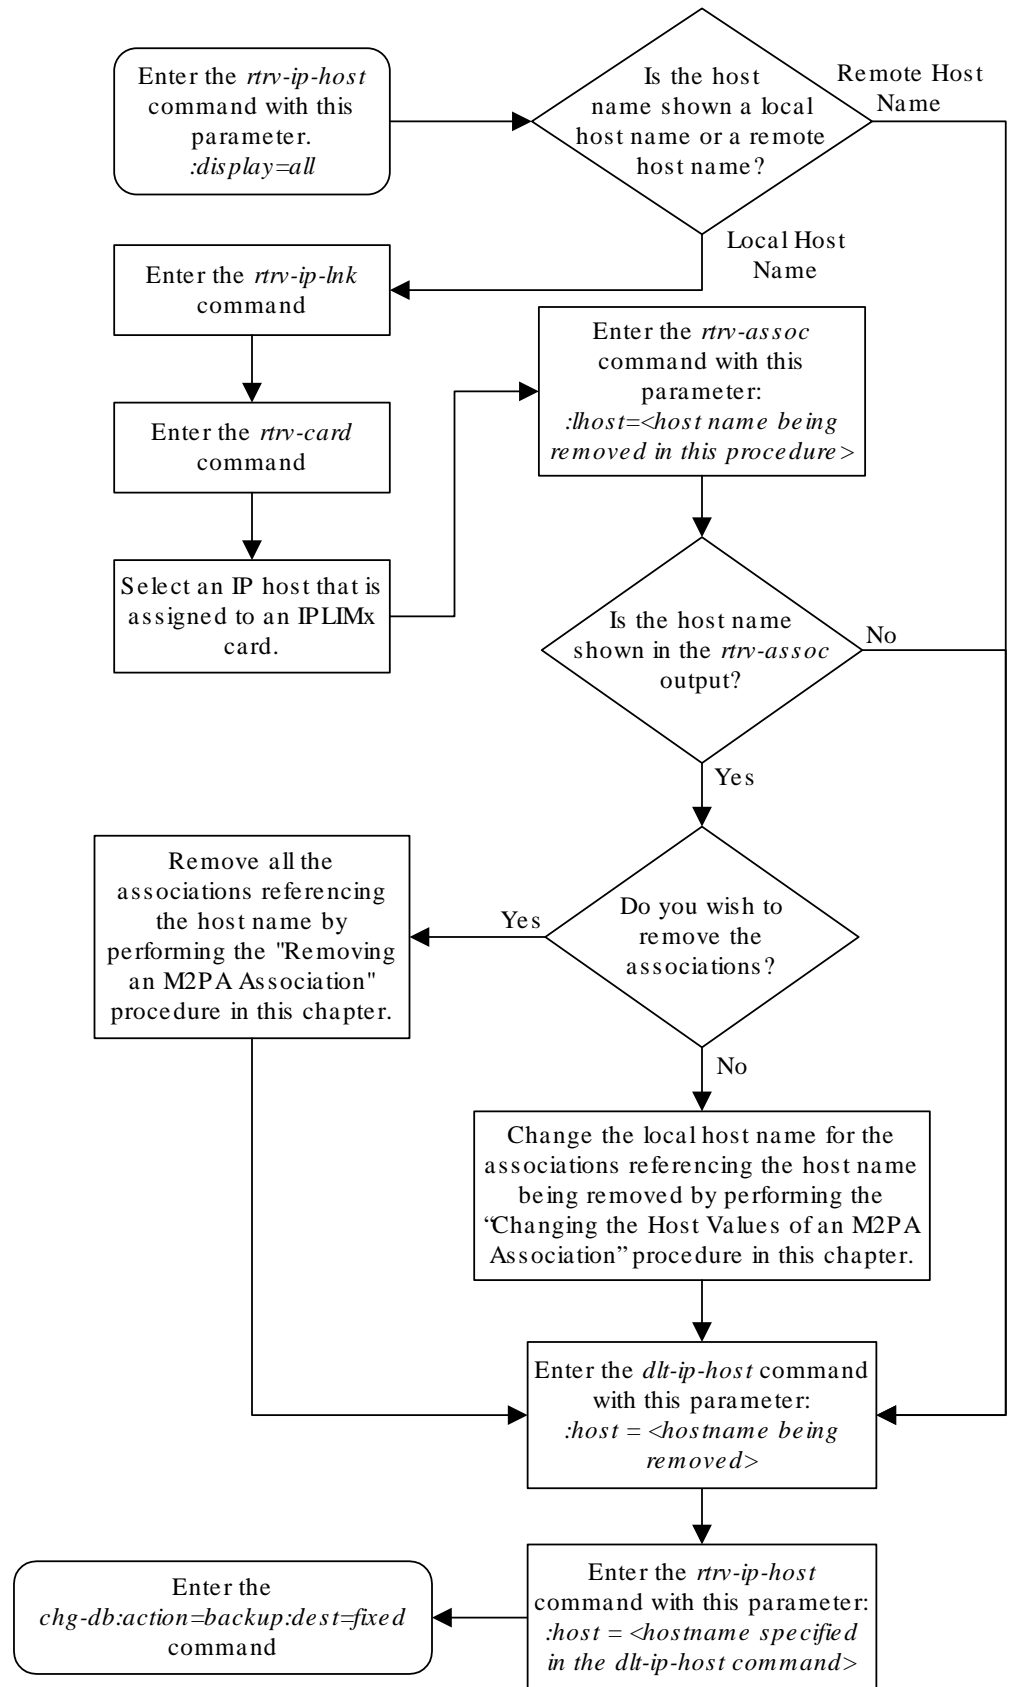 Enter the rtrv-ip-host
command with this
parameter.
:display=all
Is the host
name shown a local
host name or a remote
host name?
Remote Host
Name
Local Host
Name
Enter the rtrv-ip-lnk
command
Enter the rtrv-card
command
Select an IP host that is
assigned to an IPLIMx
card.
Enter the rtrv-assoc
command with this
parameter:
:lhost=<host name being
removed in this procedure>
Is the host name
shown in the rtrv-assoc
output?
No
Yes
Do you wish to
remove the
associations?
Yes
Remove all the
associations referencing
the host name by
performing the "Removing
an M2PA Association"
procedure in this chapter.
No
Change the local host name for the
associations referencing the host name
being removed by performing the
“Changing the Host Values of an M2PA
Association” procedure in this chapter.
Enter the dlt-ip-host command
with this parameter:
:host = <hostname being
removed>
Enter the rtrv-ip-host
command with this parameter:
:host = <hostname specified
in the dlt-ip-host command>
Enter the
chg-db:action=backup:dest=fixed
command